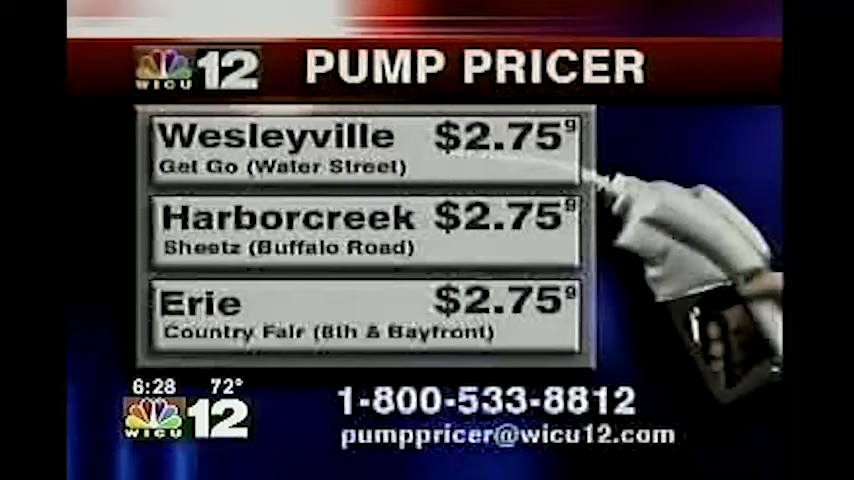 WICU 12 PUMP PRICER
Wesleyville $2.75⁹
Get Go (Water Street)
Harborcreek $2.75⁹
Sheetz (Buffalo Road)
Erie $2.75⁹
Country Fair (8th & Bayfront)
6:28 72°
WICU 12
1-800-533-8812
pumppricer@wicu12.com